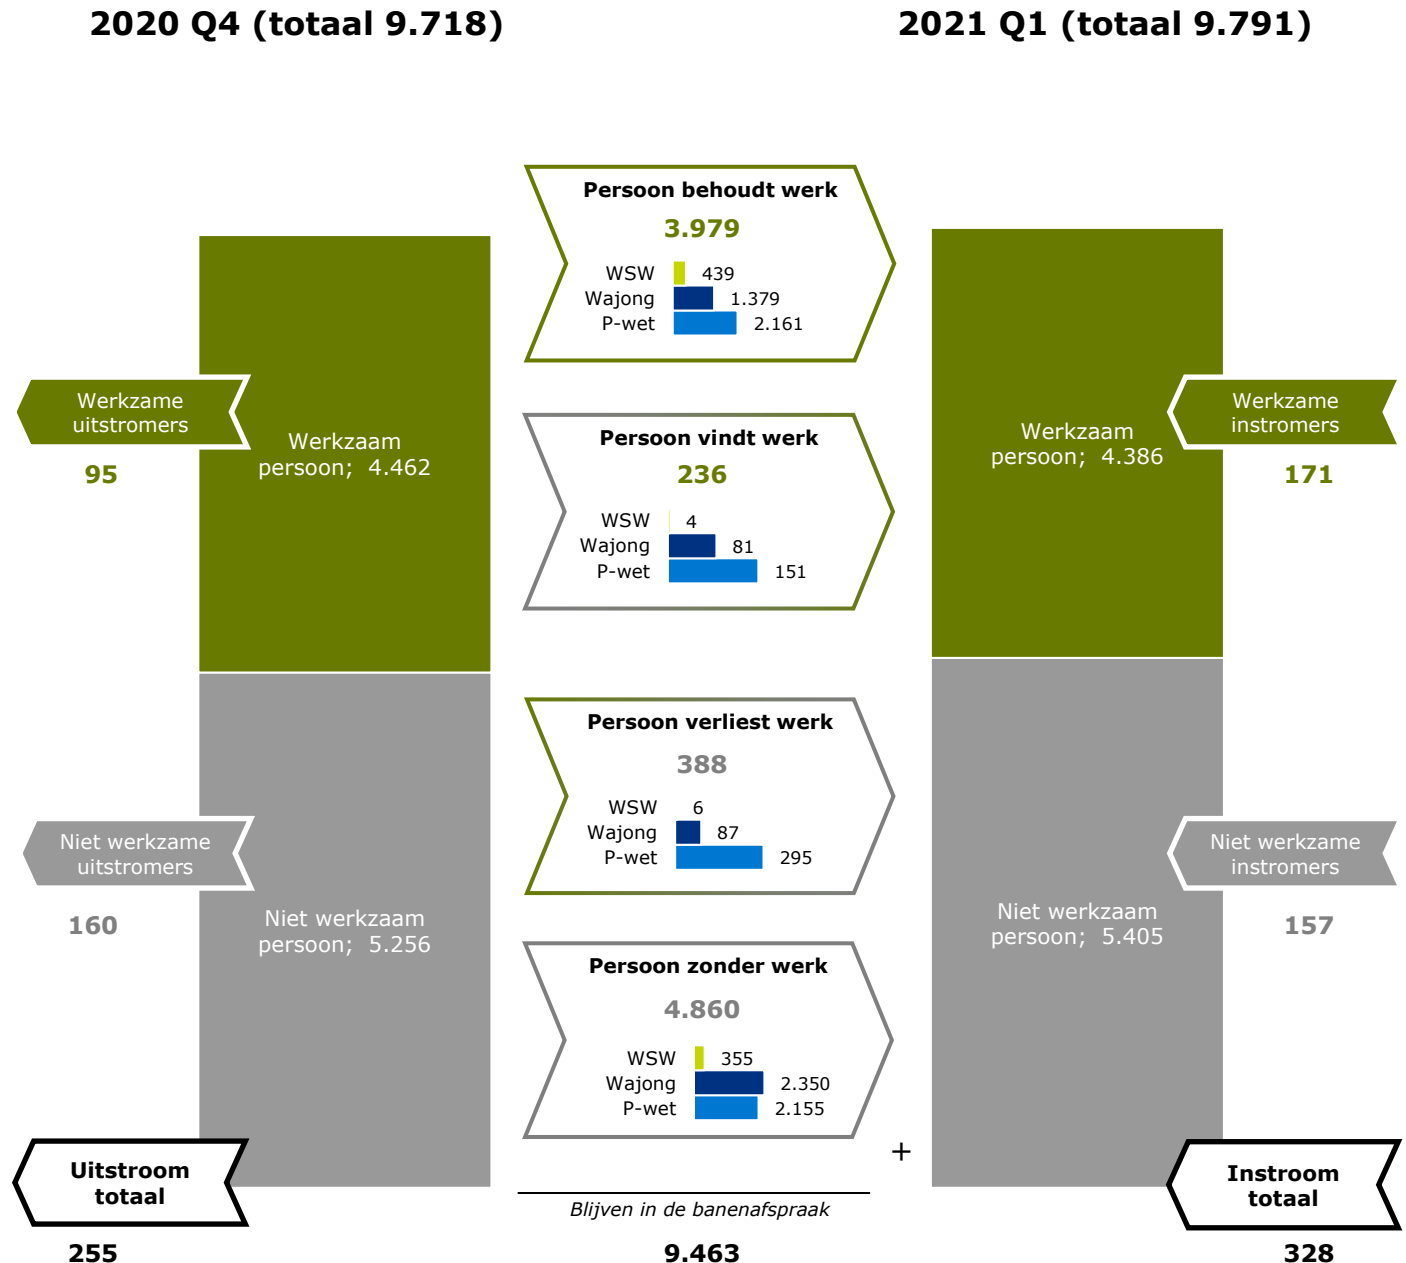 2020 Q4 (totaal 9.718)
2021 Q1 (totaal 9.791)
Persoon behoudt werk
3.979
WSW 439
Wajong 1.379
P-wet 2.161
Werkzame
uitstromers
95
Werkzaam
persoon; 4.462
Persoon vindt werk
236
WSW 4
Wajong 81
P-wet 151
Werkzaam
persoon; 4.386
Werkzame
instromers
171
Persoon verliest werk
388
WSW 6
Wajong 87
P-wet 295
Niet werkzame
uitstromers
160
Niet werkzaam
persoon; 5.256
Persoon zonder werk
4.860
WSW 355
Wajong 2.350
P-wet 2.155
Niet werkzaam
persoon; 5.405
Niet werkzame
instromers
157
+
Uitstroom
totaal
255
Blijven in de banenafspraak
9.463
Instroom
totaal
328